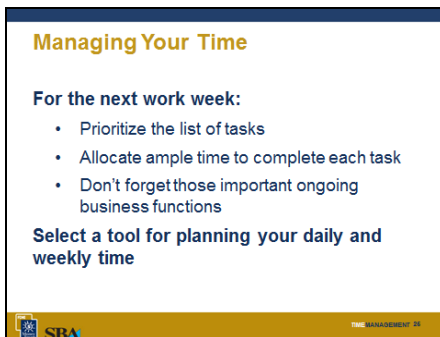 Managing Your Time
For the next work week:
• Prioritize the list of tasks
• Allocate ample time to complete each task
• Don't forget those important ongoing
business functions
Select a tool for planning your daily and
weekly time
SBA
TIME MANAGEMENT 26